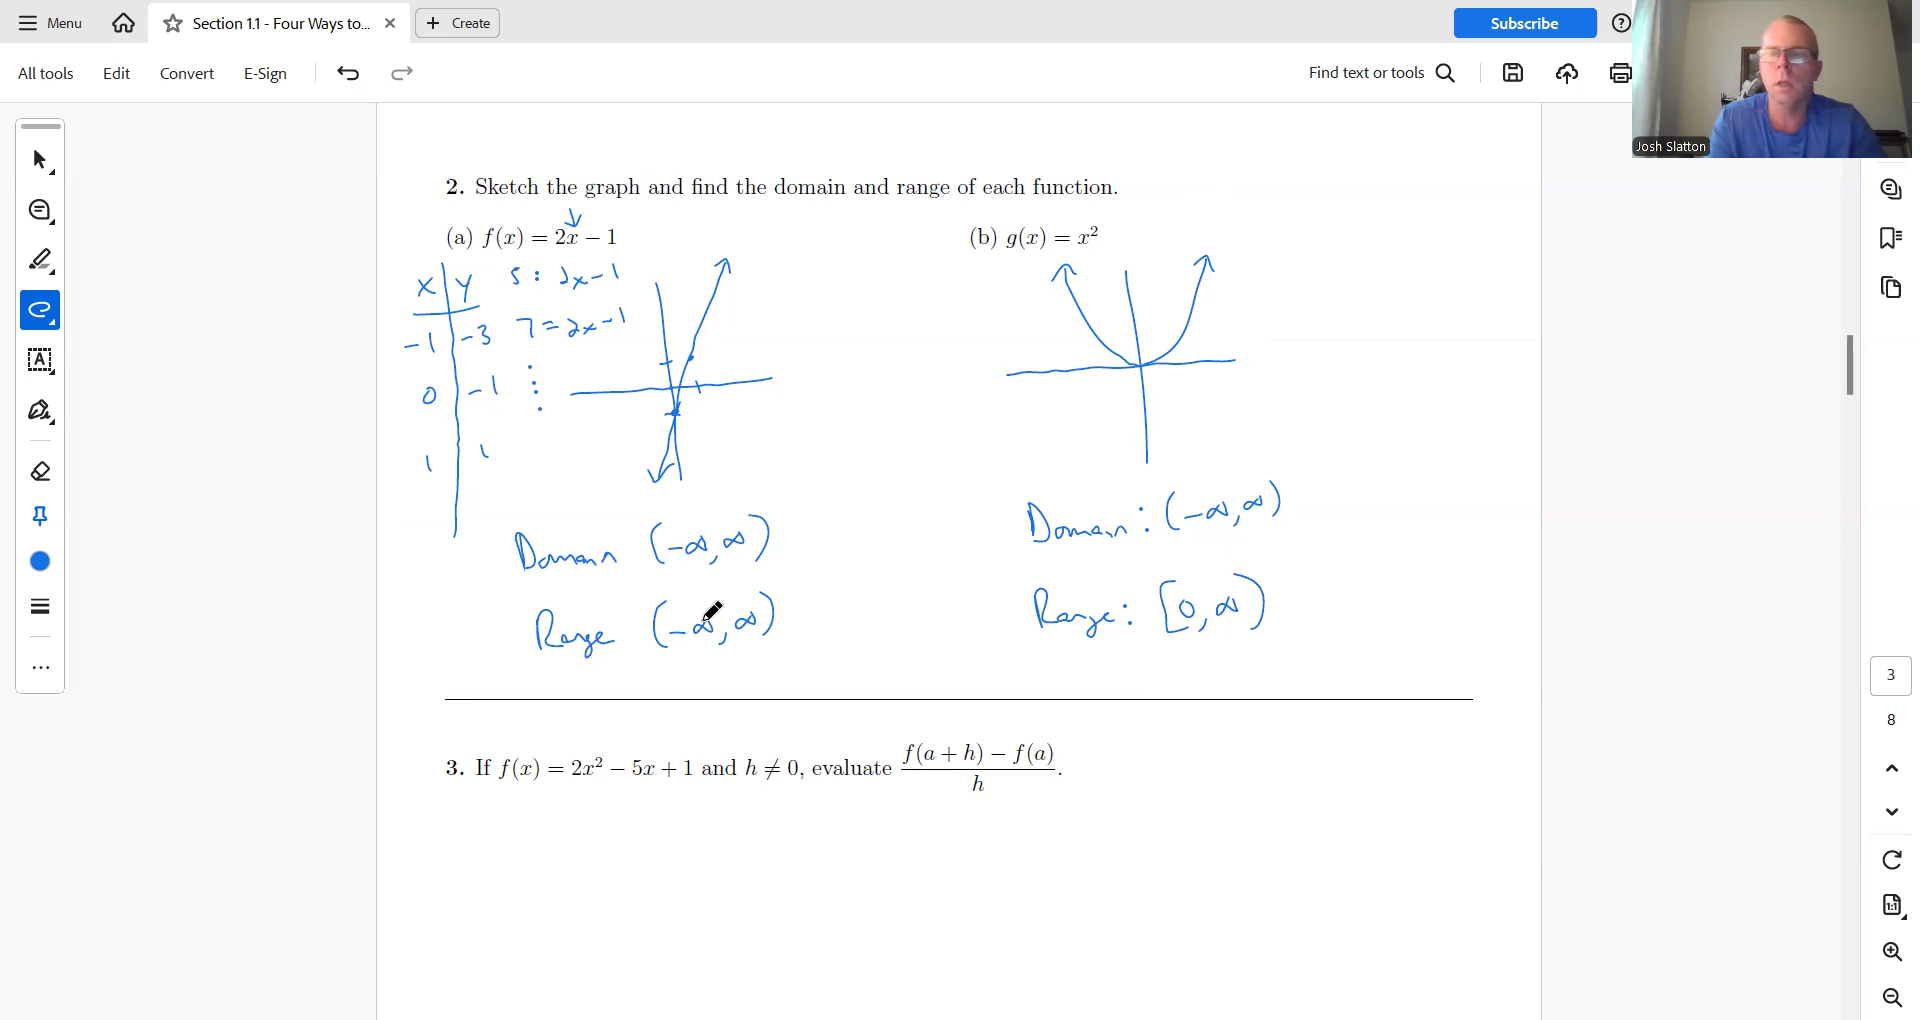 Menu
Section 1.1 - Four Ways to...
Create
Subscribe
All tools
Edit
Convert
E-Sign
Find text or tools
Josh Slatton
2. Sketch the graph and find the domain and range of each function.
(a) f(x) = 2x − 1
x y
-1 -3
0 -1
1 1
5 = 2x-1
7 = 2x-1
⋮
Domain (-∞, ∞)
Range (-∞, ∞)
(b) g(x) = x²
Domain: (-∞, ∞)
Range: [0, ∞)
3. If f(x) = 2x² − 5x + 1 and h ≠ 0, evaluate (f(a + h) − f(a))/h.
3
8
1:1
A